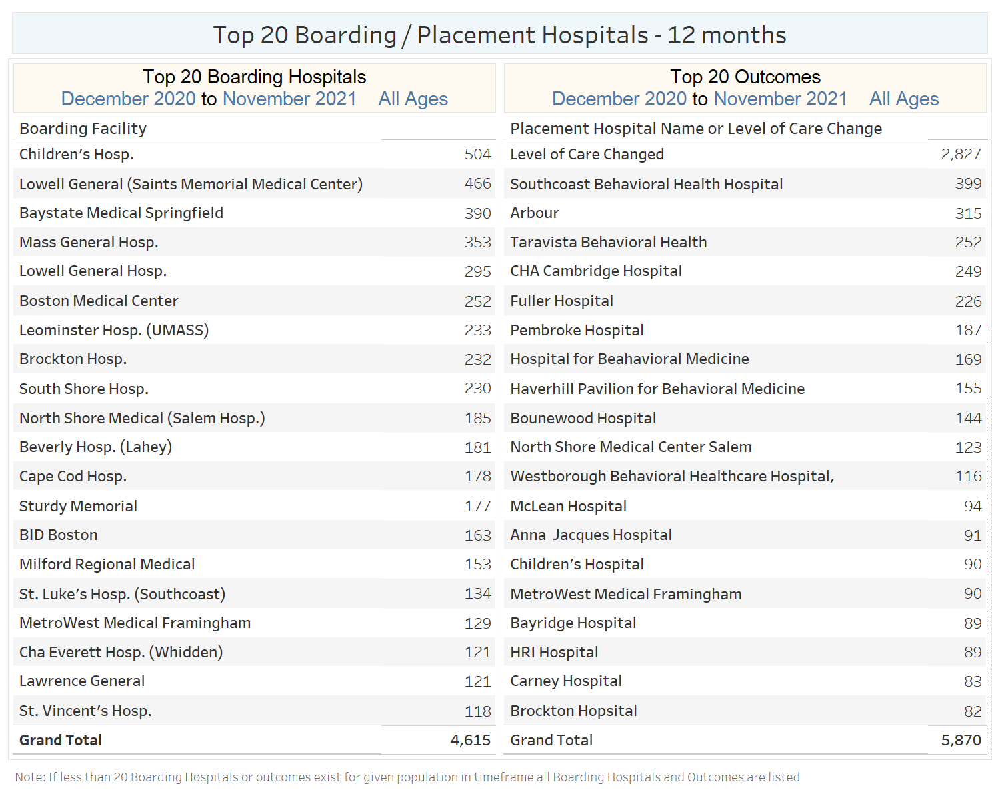 Top 20 Boarding / Placement Hospitals - 12 months
Top 20 Boarding Hospitals
December 2020 to November 2021 All Ages
Boarding Facility
Children's Hosp. 504
Lowell General (Saints Memorial Medical Center) 466
Baystate Medical Springfield 390
Mass General Hosp. 353
Lowell General Hosp. 295
Boston Medical Center 252
Leominster Hosp. (UMASS) 233
Brockton Hosp. 232
South Shore Hosp. 230
North Shore Medical (Salem Hosp.) 185
Beverly Hosp. (Lahey) 181
Cape Cod Hosp. 178
Sturdy Memorial 177
BID Boston 163
Milford Regional Medical 153
St. Luke's Hosp. (Southcoast) 134
MetroWest Medical Framingham 129
Cha Everett Hosp. (Whidden) 121
Lawrence General 121
St. Vincent's Hosp. 118
Grand Total 4,615
Top 20 Outcomes
December 2020 to November 2021 All Ages
Placement Hospital Name or Level of Care Change
Level of Care Changed 2,827
Southcoast Behavioral Health Hospital 399
Arbour 315
Taravista Behavioral Health 252
CHA Cambridge Hospital 249
Fuller Hospital 226
Pembroke Hospital 187
Hospital for Beahavioral Medicine 169
Haverhill Pavilion for Behavioral Medicine 155
Bounewood Hospital 144
North Shore Medical Center Salem 123
Westborough Behavioral Healthcare Hospital, 116
McLean Hospital 94
Anna  Jacques Hospital 91
Children's Hospital 90
MetroWest Medical Framingham 90
Bayridge Hospital 89
HRI Hospital 89
Carney Hospital 83
Brockton Hopsital 82
Grand Total 5,870
Note: If less than 20 Boarding Hospitals or outcomes exist for given population in timeframe all Boarding Hospitals and Outcomes are listed